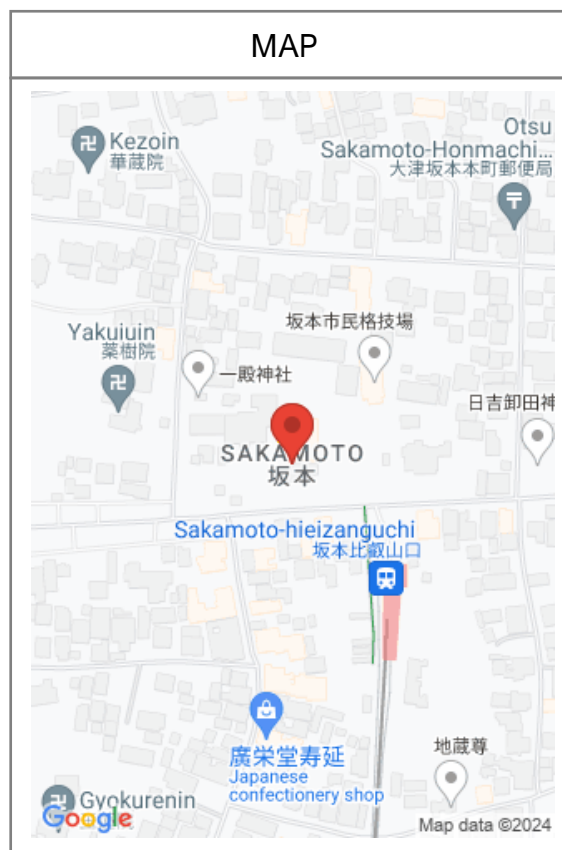 MAP
Kezoin
華蔵院
Otsu
Sakamoto-Honmachi...
大津坂本本町郵便局
坂本市民格技場
Yakuiuin
薬樹院
一殿神社
日吉卸田神
SAKAMOTO
坂本
Sakamoto-hieizanguchi
坂本比叡山口
廣栄堂寿延
Japanese
confectionery shop
地蔵尊
Gyokurenin
Google
Map data ©2024